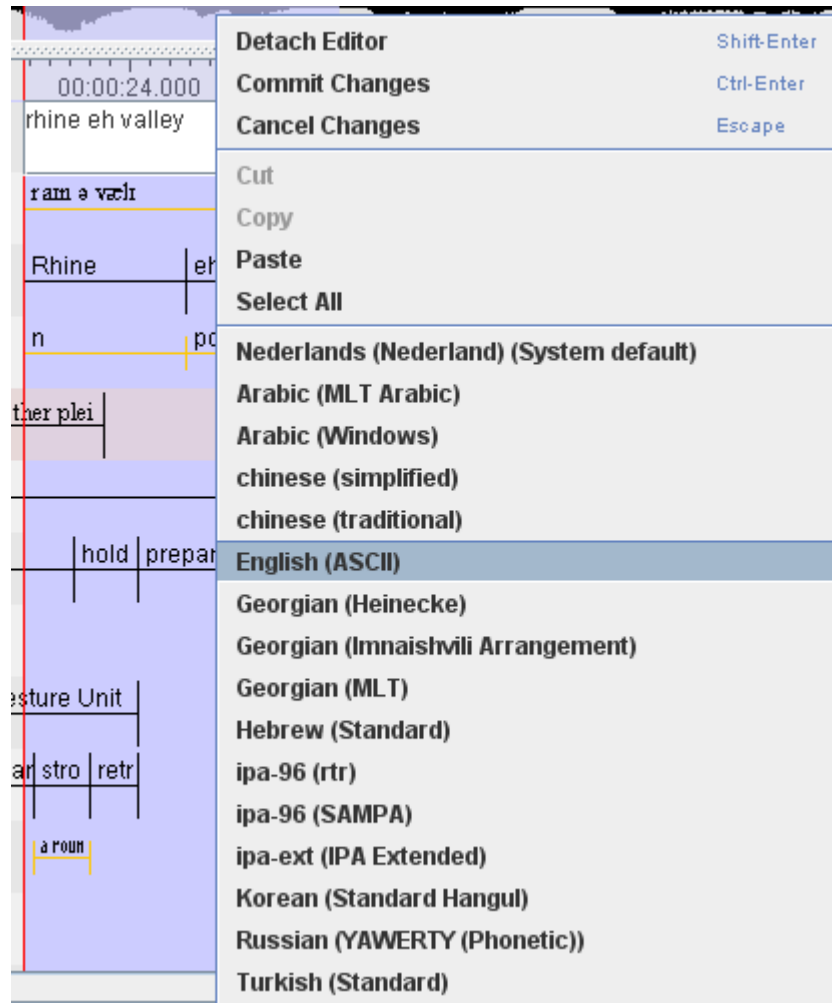 Detach Editor Shift-Enter
00:00:24.000
Commit Changes Ctrl-Enter
rhine eh valley
Cancel Changes Escape
Cut
Copy
Rhine eh
Paste
Select All
n
Nederlands (Nederland) (System default)
Arabic (MLT Arabic)
ther plei
Arabic (Windows)
chinese (simplified)
chinese (traditional)
hold prepar
English (ASCII)
Georgian (Heinecke)
Georgian (Imnaishvili Arrangement)
esture Unit
Georgian (MLT)
Hebrew (Standard)
ar stro retr
ipa-96 (rtr)
ipa-96 (SAMPA)
a roun
ipa-ext (IPA Extended)
Korean (Standard Hangul)
Russian (YAWERTY (Phonetic))
Turkish (Standard)